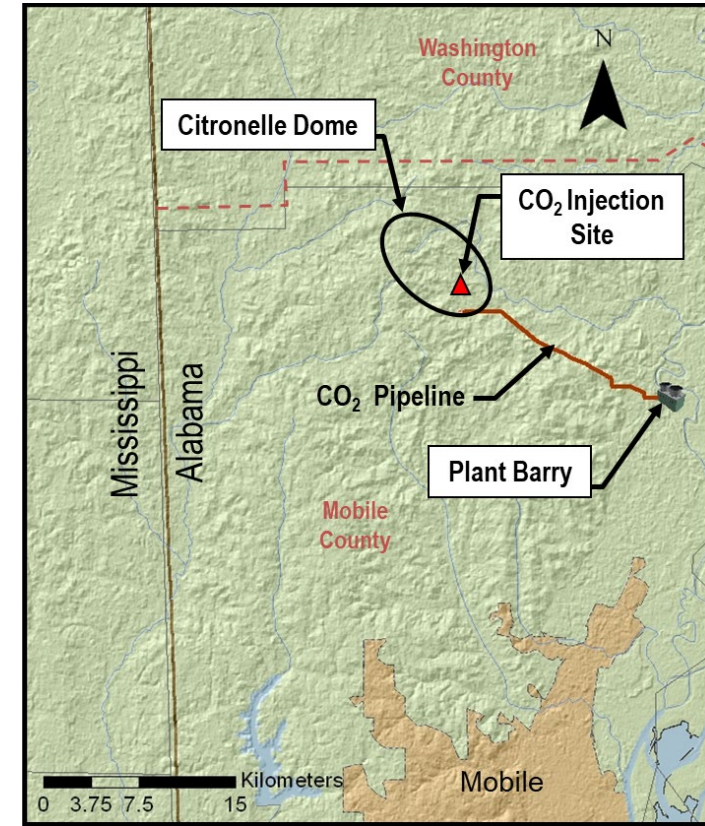 Washington
County
N
Citronelle Dome
CO₂ Injection
Site
Mississippi
Alabama
CO₂ Pipeline
Plant Barry
Mobile
County
Kilometers
0 3.75 7.5 15
Mobile